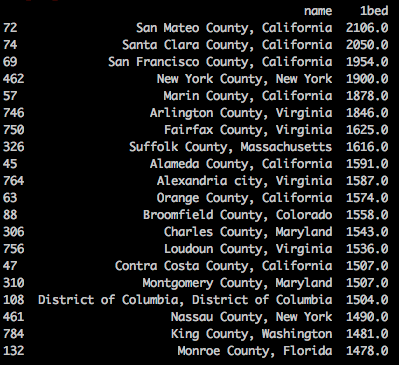 name 1bed
72 San Mateo County, California 2106.0
74 Santa Clara County, California 2050.0
69 San Francisco County, California 1954.0
462 New York County, New York 1900.0
57 Marin County, California 1878.0
746 Arlington County, Virginia 1846.0
750 Fairfax County, Virginia 1625.0
326 Suffolk County, Massachusetts 1616.0
45 Alameda County, California 1591.0
764 Alexandria city, Virginia 1587.0
63 Orange County, California 1574.0
88 Broomfield County, Colorado 1558.0
306 Charles County, Maryland 1543.0
756 Loudoun County, Virginia 1536.0
47 Contra Costa County, California 1507.0
310 Montgomery County, Maryland 1507.0
108 District of Columbia, District of Columbia 1504.0
461 Nassau County, New York 1490.0
784 King County, Washington 1481.0
132 Monroe County, Florida 1478.0